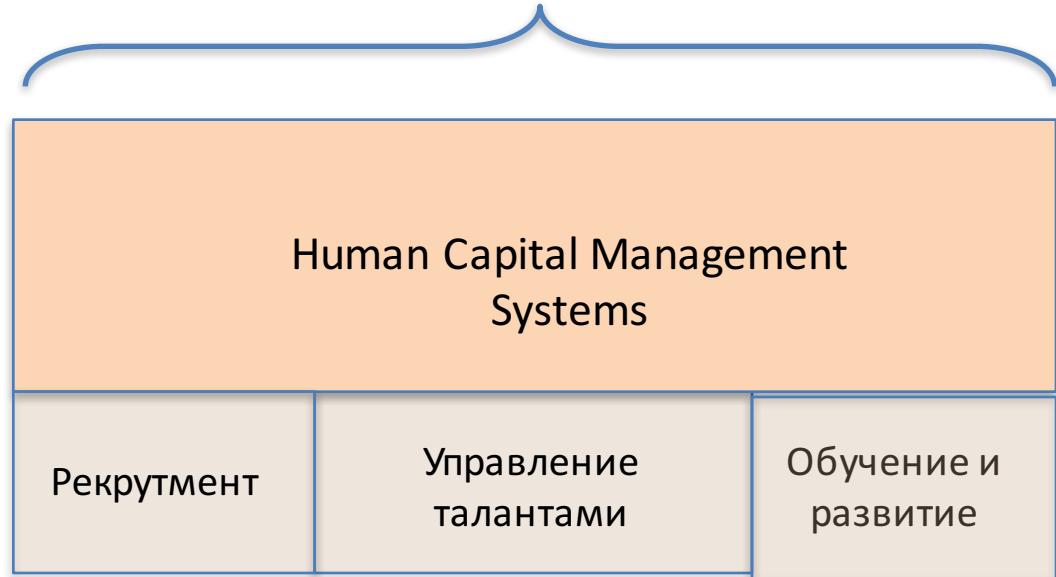 Human Capital Management
Systems
Рекрутмент
Управление
талантами
Обучение и
развитие